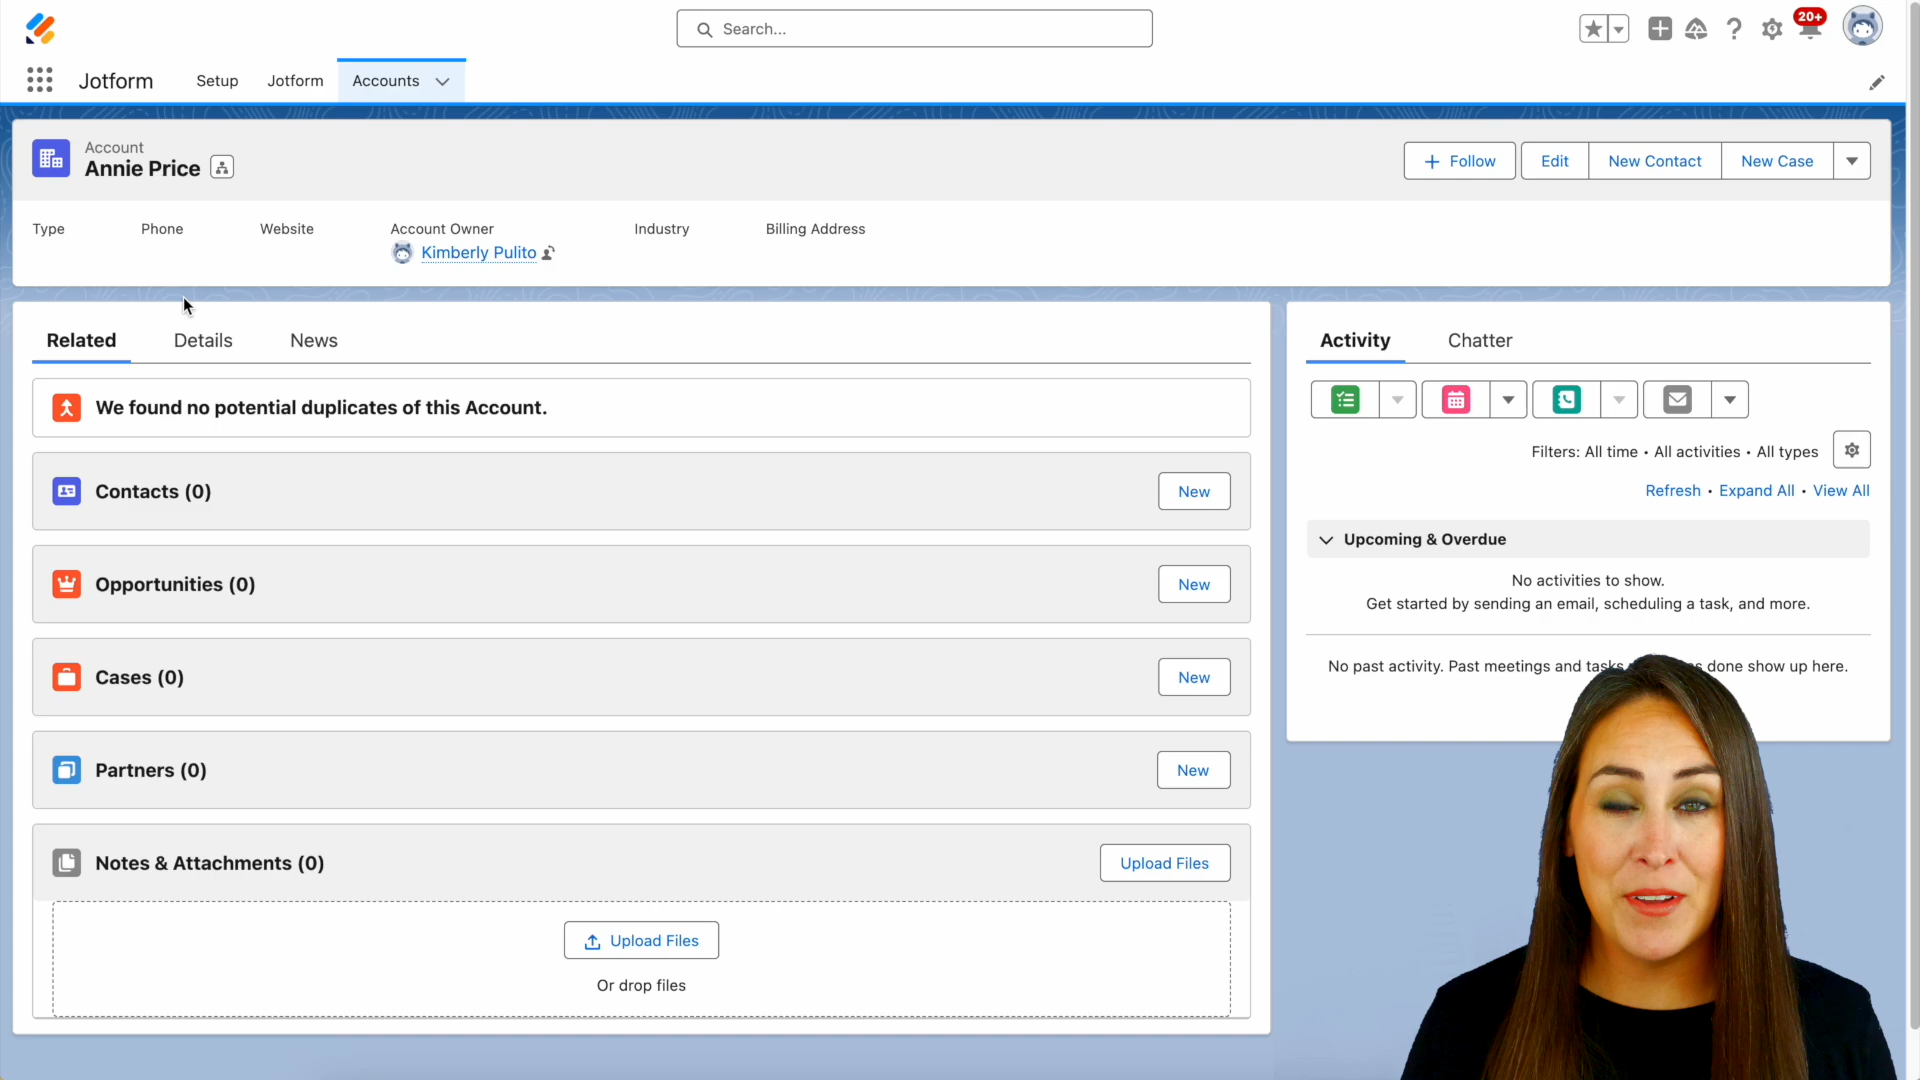 Search...
20+
Jotform
Setup
Jotform
Accounts
Account
Annie Price
Follow
Edit
New Contact
New Case
Type
Phone
Website
Account Owner
Industry
Billing Address
Kimberly Pulito
Related
Details
News
We found no potential duplicates of this Account.
Contacts (0)
New
Opportunities (0)
New
Cases (0)
New
Partners (0)
New
Notes & Attachments (0)
Upload Files
Upload Files
Or drop files
Activity
Chatter
Filters: All time • All activities • All types
Refresh • Expand All • View All
Upcoming & Overdue
No activities to show.
Get started by sending an email, scheduling a task, and more.
No past activity. Past meetings and tasks done show up here.